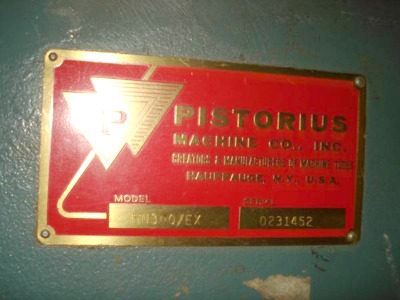 P
PISTORIUS
MACHINE CO., INC.
CREATORS & MANUFACTURERS OF MACHINE TOOLS
HAUPPAUGE, N.Y., U.S.A.
MODEL
SERIAL
0231452